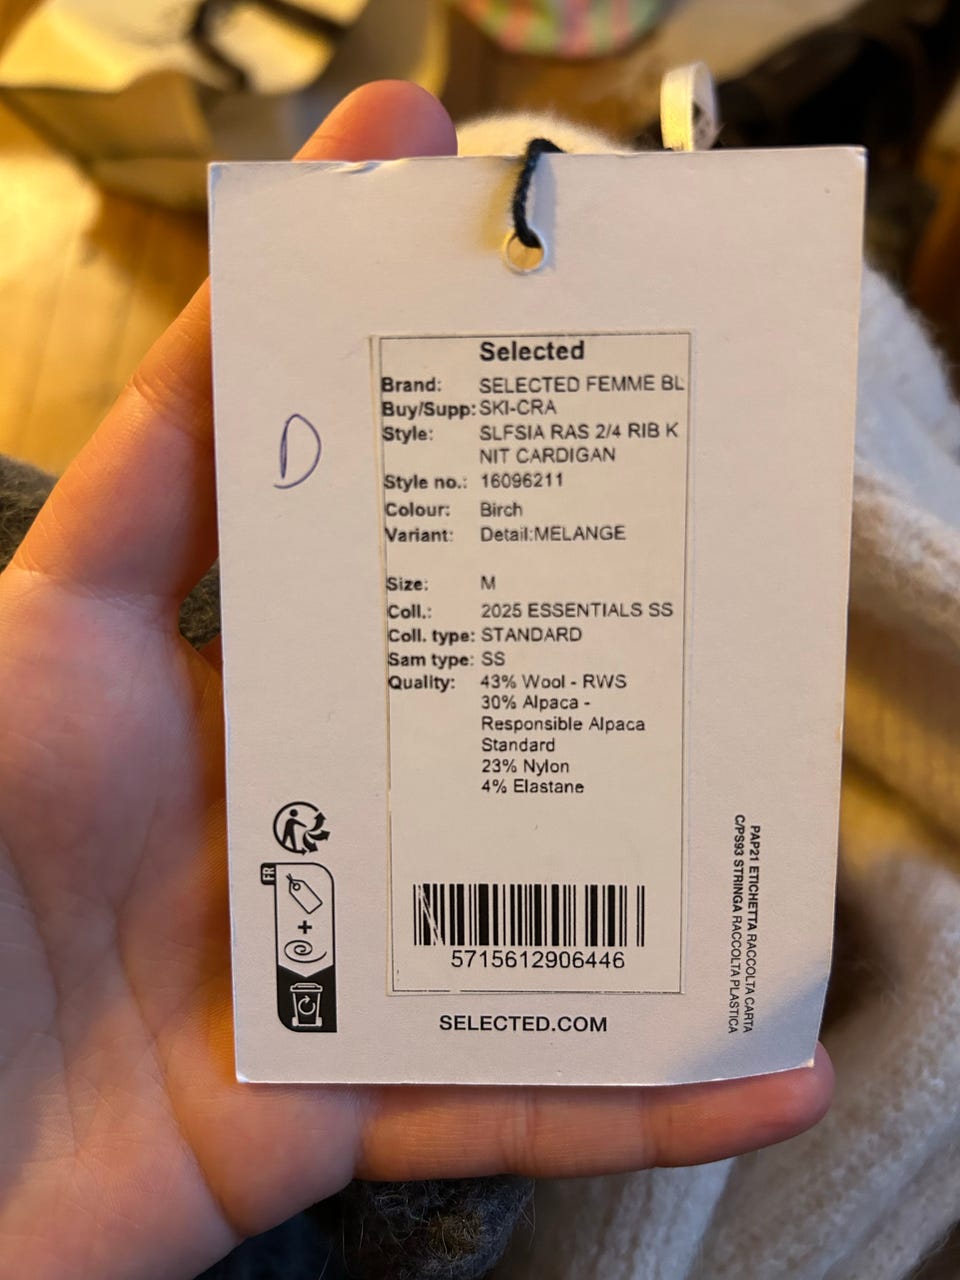 Selected
Brand: SELECTED FEMME BL
Buy/Supp: SKI-CRA
Style: SLFSIA RAS 2/4 RIB K
NIT CARDIGAN
Style no.: 16096211
Colour: Birch
Variant: Detail:MELANGE
Size: M
Coll.: 2025 ESSENTIALS SS
Coll. type: STANDARD
Sam type: SS
Quality: 43% Wool - RWS
30% Alpaca -
Responsible Alpaca
Standard
23% Nylon
4% Elastane
5715612906446
SELECTED.COM
D
FR
+
PAP21 ETICHETTA RACCOLTA CARTA
C/PS93 STRINGA RACCOLTA PLASTICA